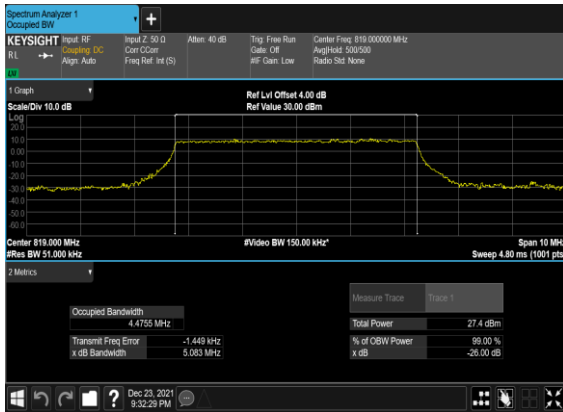 Spectrum Analyzer 1
Occupied BW
KEYSIGHT Input: RF Input Z: 50 Ω Atten: 40 dB Trig: Free Run Center Freq: 819.000000 MHz
RL Coupling: DC Corr CCorr Gate: Off Avg|Hold: 500/500
Align: Auto Freq Ref: Int (S) #IF Gain: Low Radio Std: None
LW
1 Graph
Ref Lvl Offset 4.00 dB
Scale/Div 10.0 dB Ref Value 30.00 dBm
Log
20.0
10.0
0.00
-10.0
-20.0
-30.0
-40.0
-50.0
-60.0
Center 819.000 MHz #Video BW 150.00 kHz* Span 10 MHz
#Res BW 51.000 kHz Sweep 4.80 ms (1001 pts)
2 Metrics
Measure Trace Trace 1
Occupied Bandwidth
4.4755 MHz Total Power 27.4 dBm
Transmit Freq Error -1.449 kHz % of OBW Power 99.00 %
x dB Bandwidth 5.083 MHz x dB -26.00 dB
?
Dec 23, 2021
9:32:29 PM